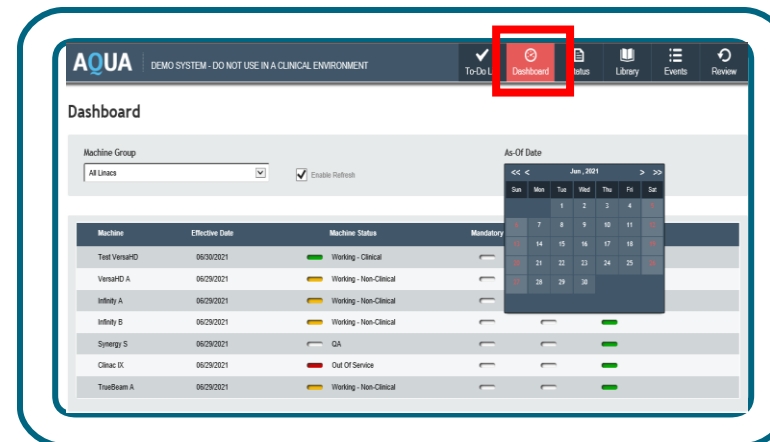 AQUA DEMO SYSTEM - DO NOT USE IN A CLINICAL ENVIRONMENT
To-Do L Dashboard tatus Library Events Review
Dashboard
Machine Group As-Of Date
All Linacs Enable Refresh
<< < Jun , 2021 > >>
Sun Mon Tue Wed Thu Fri Sat
1 2 3 4 5
6 7 8 9 10 11 12
13 14 15 16 17 18 19
20 21 22 23 24 25 26
27 28 29 30
Machine Effective Date Machine Status Mandatory
Test VersaHD 06/30/2021 Working - Clinical
VersaHD A 06/29/2021 Working - Non-Clinical
Infinity A 06/29/2021 Working - Non-Clinical
Infinity B 06/29/2021 Working - Non-Clinical
Synergy S 06/29/2021 QA
Clinac IX 06/29/2021 Out Of Service
TrueBeam A 06/29/2021 Working - Non-Clinical